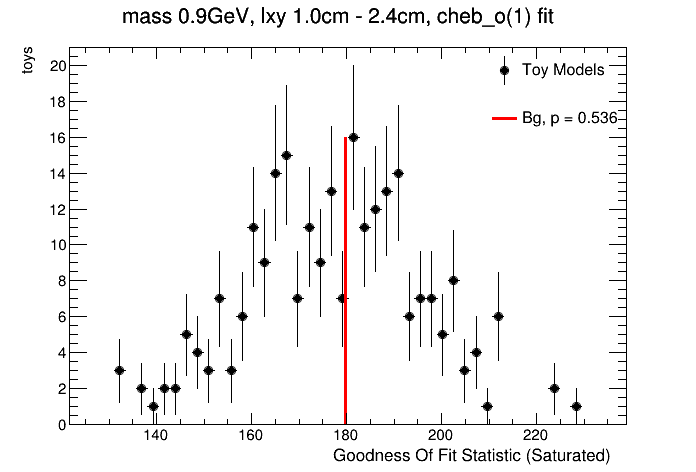 mass 0.9GeV, lxy 1.0cm - 2.4cm, cheb_o(1) fit
toys
Toy Models
Bg, p = 0.536
20
18
16
14
12
10
8
6
4
2
0
140 160 180 200 220
Goodness Of Fit Statistic (Saturated)